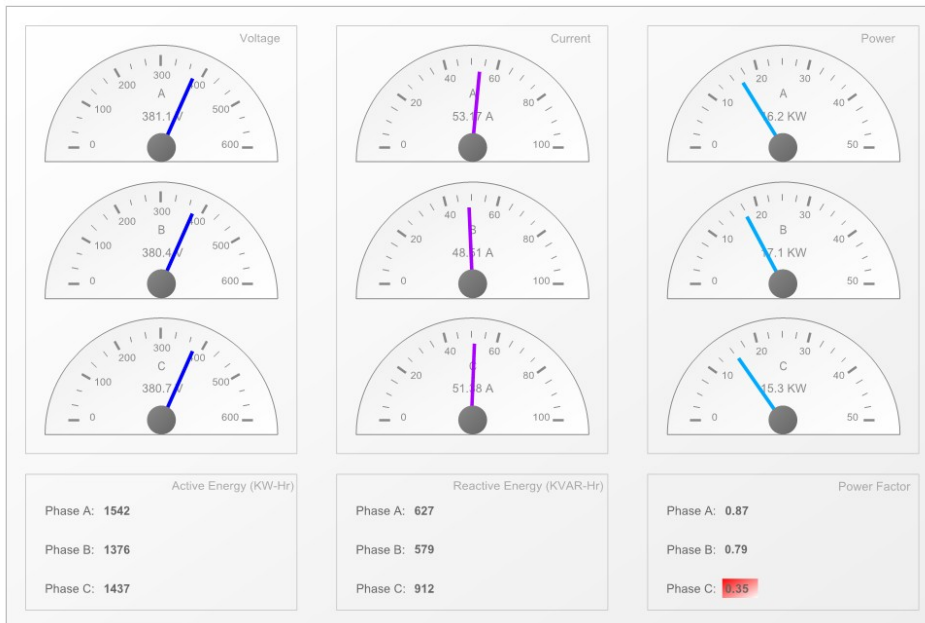 Voltage
0
100
200
300
400
500
600
A
381.1 V
0
100
200
300
400
500
600
B
380.4 V
0
100
200
300
400
500
600
C
380.7 V
Current
0
20
40
60
80
100
A
53.17 A
0
20
40
60
80
100
B
48.51 A
0
20
40
60
80
100
C
51.38 A
Power
0
10
20
30
40
50
A
16.2 KW
0
10
20
30
40
50
B
17.1 KW
0
10
20
30
40
50
C
15.3 KW
Active Energy (KW-Hr)
Phase A: 1542
Phase B: 1376
Phase C: 1437
Reactive Energy (KVAR-Hr)
Phase A: 627
Phase B: 579
Phase C: 912
Power Factor
Phase A: 0.87
Phase B: 0.79
Phase C: 0.35